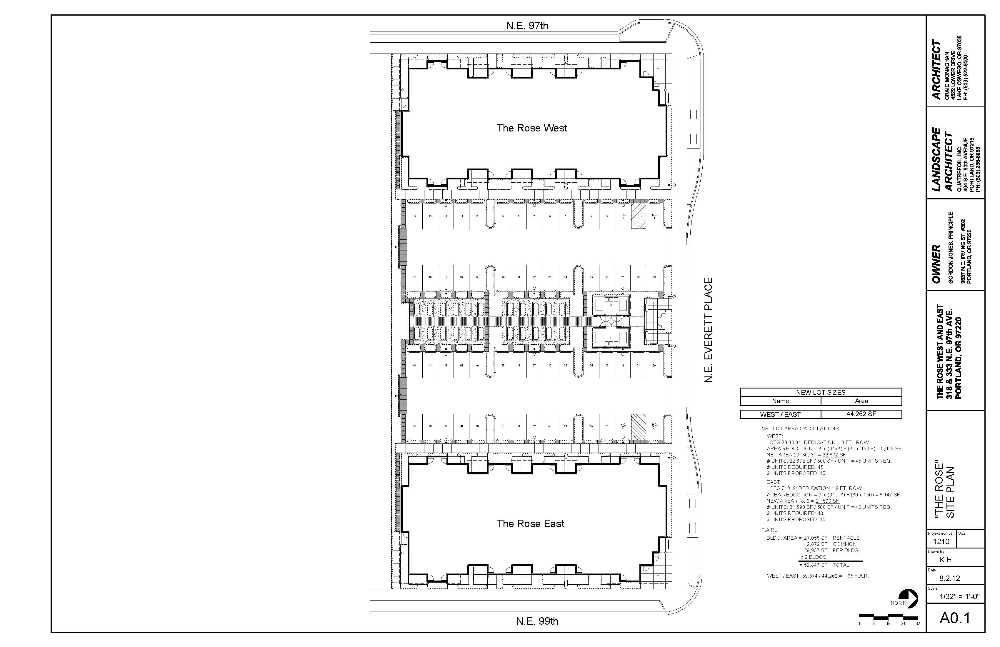 N.E. 97th
The Rose West
14 13 12 11 10 9 8 7 6 5 4 3 H.C. 2 H.C. 1
15 16 17 18 19 20 21 22 23 24 25 26 27 28 29
N.E. EVERETT PLACE
44 43 42 41 40 39 38 37 36 35 34 33 32 31 30
45 46 47 48 49 50 51 52 53 54 55 56 H.C. 57 H.C. 58
The Rose East
N.E. 99th
NEW LOT SIZES
Name Area
WEST / EAST 44,262 SF
NET LOT AREA CALCULATIONS:
WEST:
LOTS 29,30,31: DEDICATION = 3 FT, ROW
AREA REDUCTION = 3' x (61x3) + (30 x 150.8) = 5,073 SF
NET AREA 29, 30, 31 = 22,672 SF
# UNITS: 22,672 SF / 500 SF / UNIT = 45 UNITS REQ.
# UNITS REQUIRED: 45
# UNITS PROPOSED: 45
EAST:
LOTS 7, 8, 9: DEDICATION = 9 FT, ROW
AREA REDUCTION = 9' x (61 x 3) + (30 x 150) = 6,147 SF
NEW AREA 7, 8, 9 = 21,590 SF
# UNITS: 21,590 SF / 500 SF / UNIT = 43 UNITS REQ.
# UNITS REQUIRED: 43
# UNITS PROPOSED: 45
F.A.R.:
BLDG. AREA = 27,058 SF RENTABLE
+ 2,879 SF COMMON
= 29,937 SF PER BLDG.
x 2 BLDGS.
= 59,847 SF TOTAL
WEST / EAST: 59,874 / 44,262 = 1.35 F.A.R.
NORTH
0 8 16 24 32
ARCHITECT
CRAIG MONAGHAN
4522 LOWER DRIVE
LAKE OSWEGO, OR 97035
PH: (503) 522-9000
LANDSCAPE
ARCHITECT
QUATREFOIL, INC.
404 S.E. 80th AVENUE
PORTLAND, OR 97215
PH: (503) 256-8955
OWNER
GORDON JONES, PRINCIPLE
9637 N.E. IRVING ST. #302
PORTLAND, OR 97220
THE ROSE WEST AND EAST
318 & 333 N.E. 97th AVE.
PORTLAND, OR 97220
"THE ROSE"
SITE PLAN
Project number Size
1210
Drawn by
K.H.
Date
8.2.12
Scale
1/32" = 1'-0"
A0.1